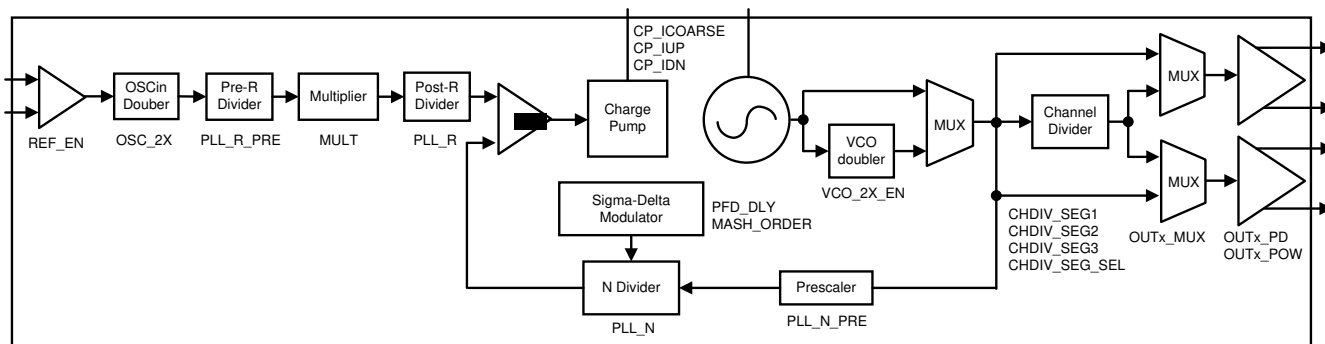 CP_ICOARSE
CP_IUP
CP_IDN
OSCin
Douber
Pre-R
Divider
Multiplier
Post-R
Divider
Charge
Pump
REF_EN
OSC_2X
PLL_R_PRE
MULT
PLL_R
MUX
VCO
doubler
VCO_2X_EN
Channel
Divider
MUX
MUX
Sigma-Delta
Modulator
PFD_DLY
MASH_ORDER
CHDIV_SEG1
CHDIV_SEG2
CHDIV_SEG3
CHDIV_SEG_SEL
OUTx_MUX
OUTx_PD
OUTx_POW
N Divider
PLL_N
Prescaler
PLL_N_PRE